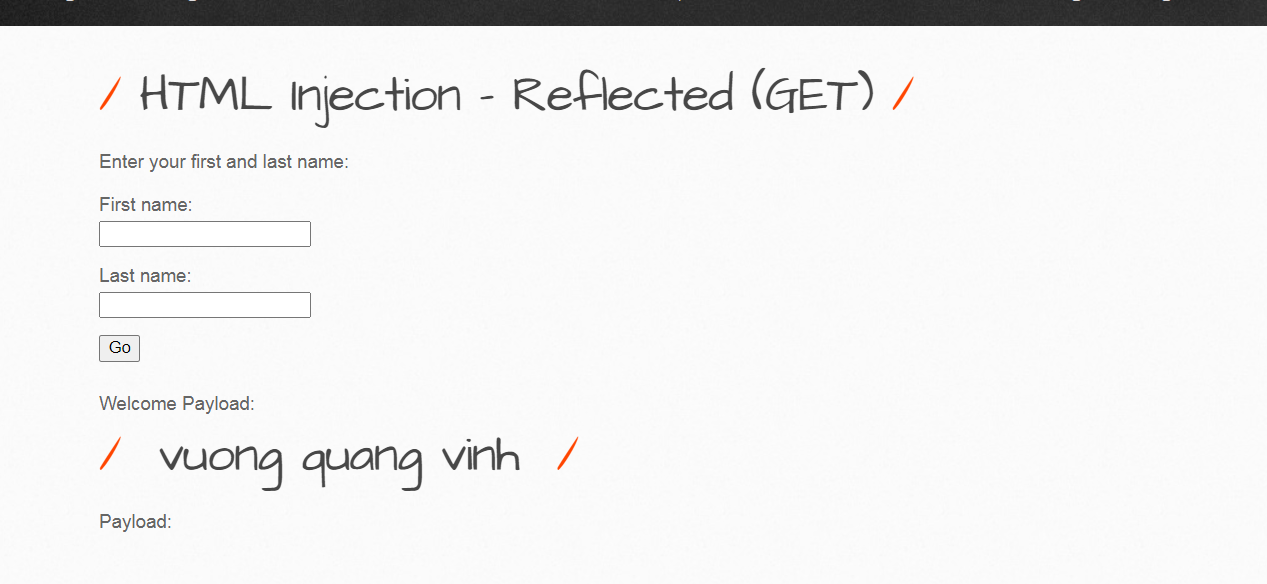 / HTML Injection - Reflected (GET) /
Enter your first and last name:
First name:
Last name:
Go
Welcome Payload:
/ vuong quang vinh /
Payload: